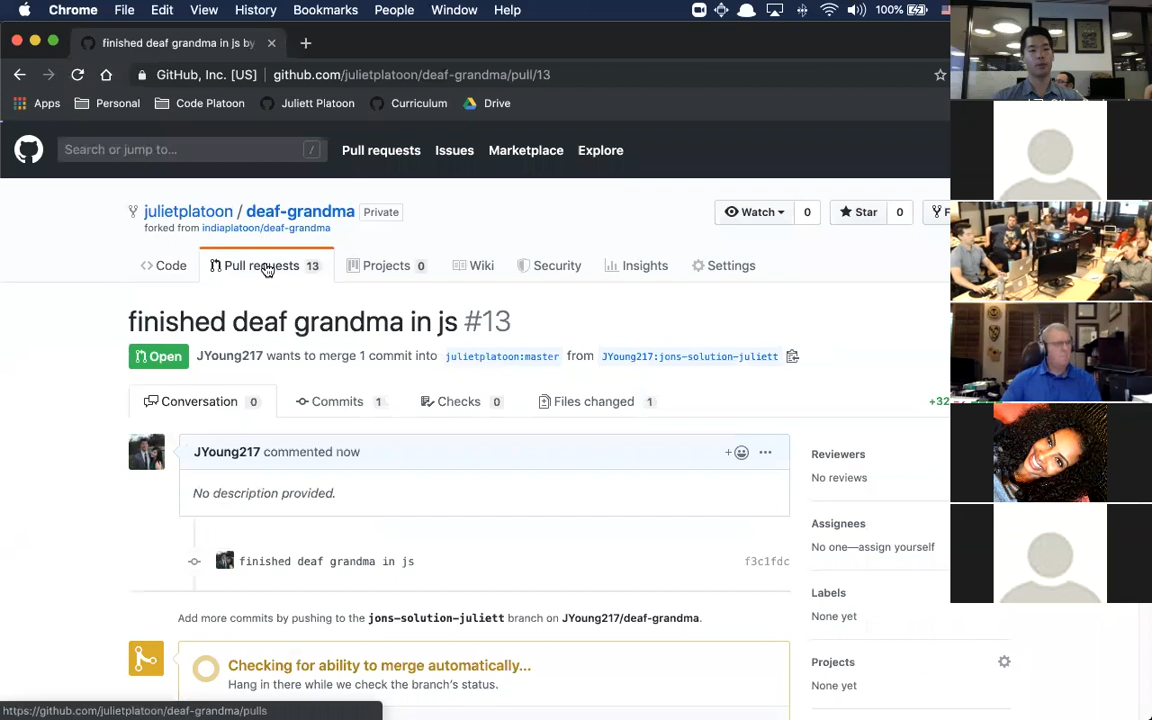 Chrome File Edit View History Bookmarks People Window Help 100%
finished deaf grandma in js by
GitHub, Inc. [US] github.com/julietplatoon/deaf-grandma/pull/13
Apps Personal Code Platoon Juliett Platoon Curriculum Drive
Search or jump to... / Pull requests Issues Marketplace Explore
julietplatoon / deaf-grandma Private Watch 0 Star 0 F
forked from indiaplatoon/deaf-grandma
Code Pull requests 13 Projects 0 Wiki Security Insights Settings
finished deaf grandma in js #13
Open JYoung217 wants to merge 1 commit into julietplatoon:master from JYoung217:jons-solution-juliett
Conversation 0 Commits 1 Checks 0 Files changed 1 +32
JYoung217 commented now
No description provided.
Reviewers
No reviews
Assignees
No one—assign yourself
finished deaf grandma in js f3c1fdc
Labels
None yet
Add more commits by pushing to the jons-solution-juliett branch on JYoung217/deaf-grandma.
Checking for ability to merge automatically...
Hang in there while we check the branch's status.
Projects
None yet
https://github.com/julietplatoon/deaf-grandma/pulls